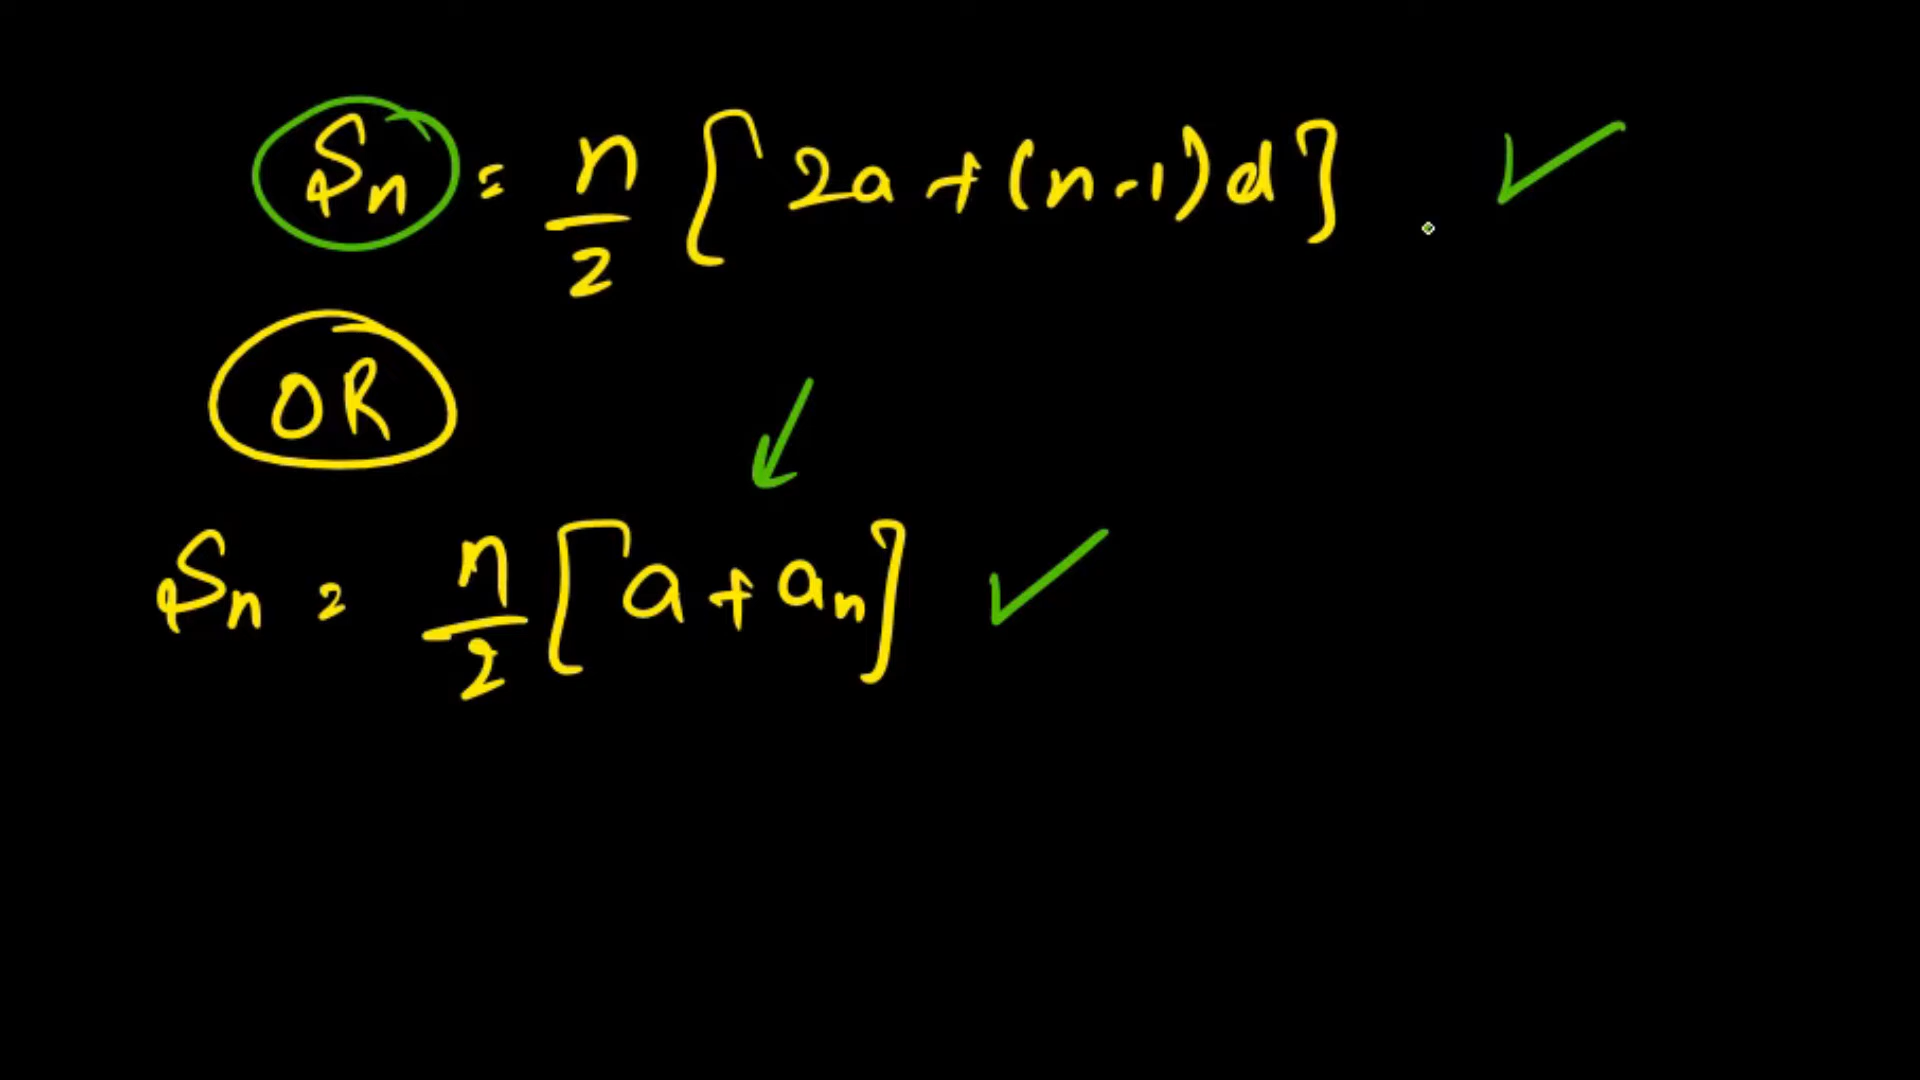 Sn = n/2 [2a + (n-1)d]
OR
Sn = n/2 [a + an]